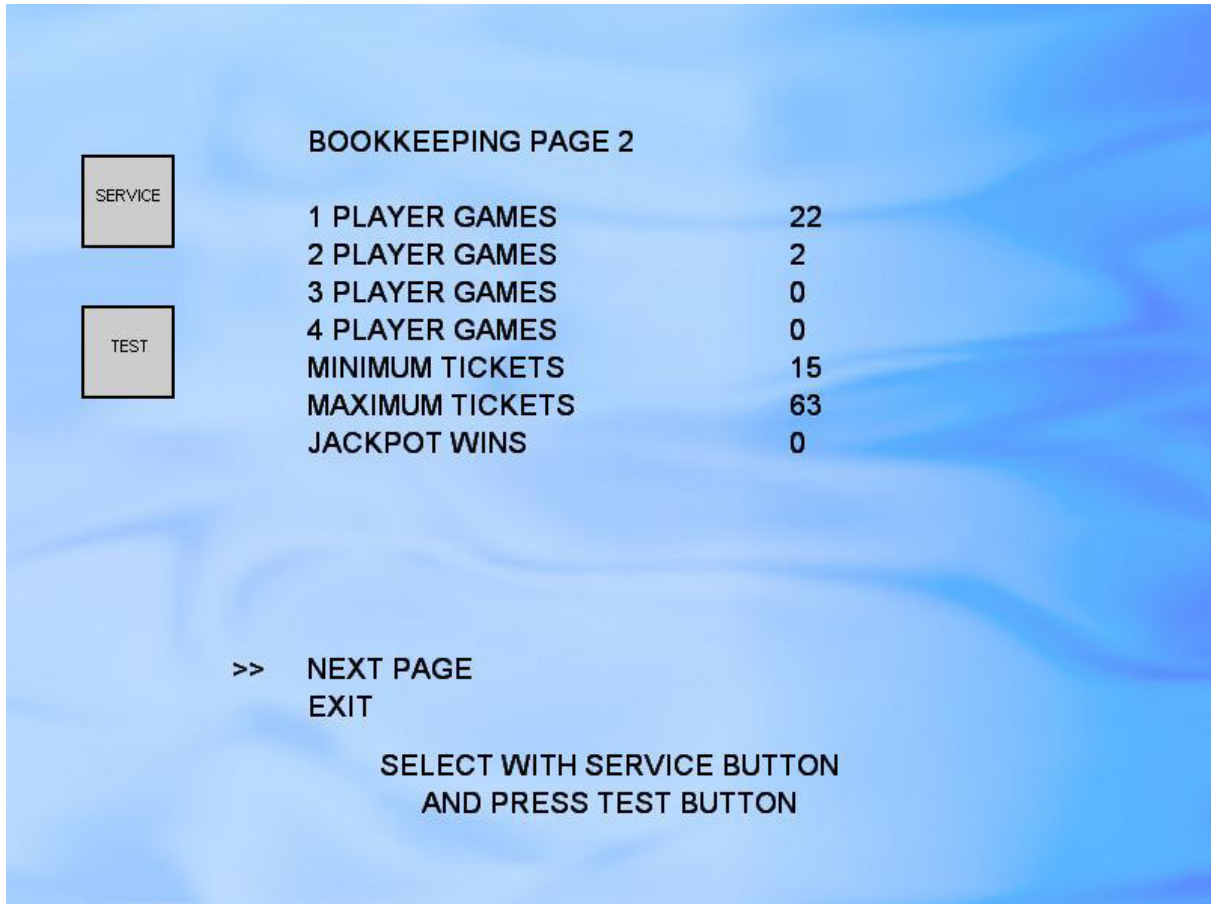 BOOKKEEPING PAGE 2
SERVICE
1 PLAYER GAMES 22
2 PLAYER GAMES 2
3 PLAYER GAMES 0
4 PLAYER GAMES 0
TEST
MINIMUM TICKETS 15
MAXIMUM TICKETS 63
JACKPOT WINS 0
>> NEXT PAGE
EXIT
SELECT WITH SERVICE BUTTON
AND PRESS TEST BUTTON